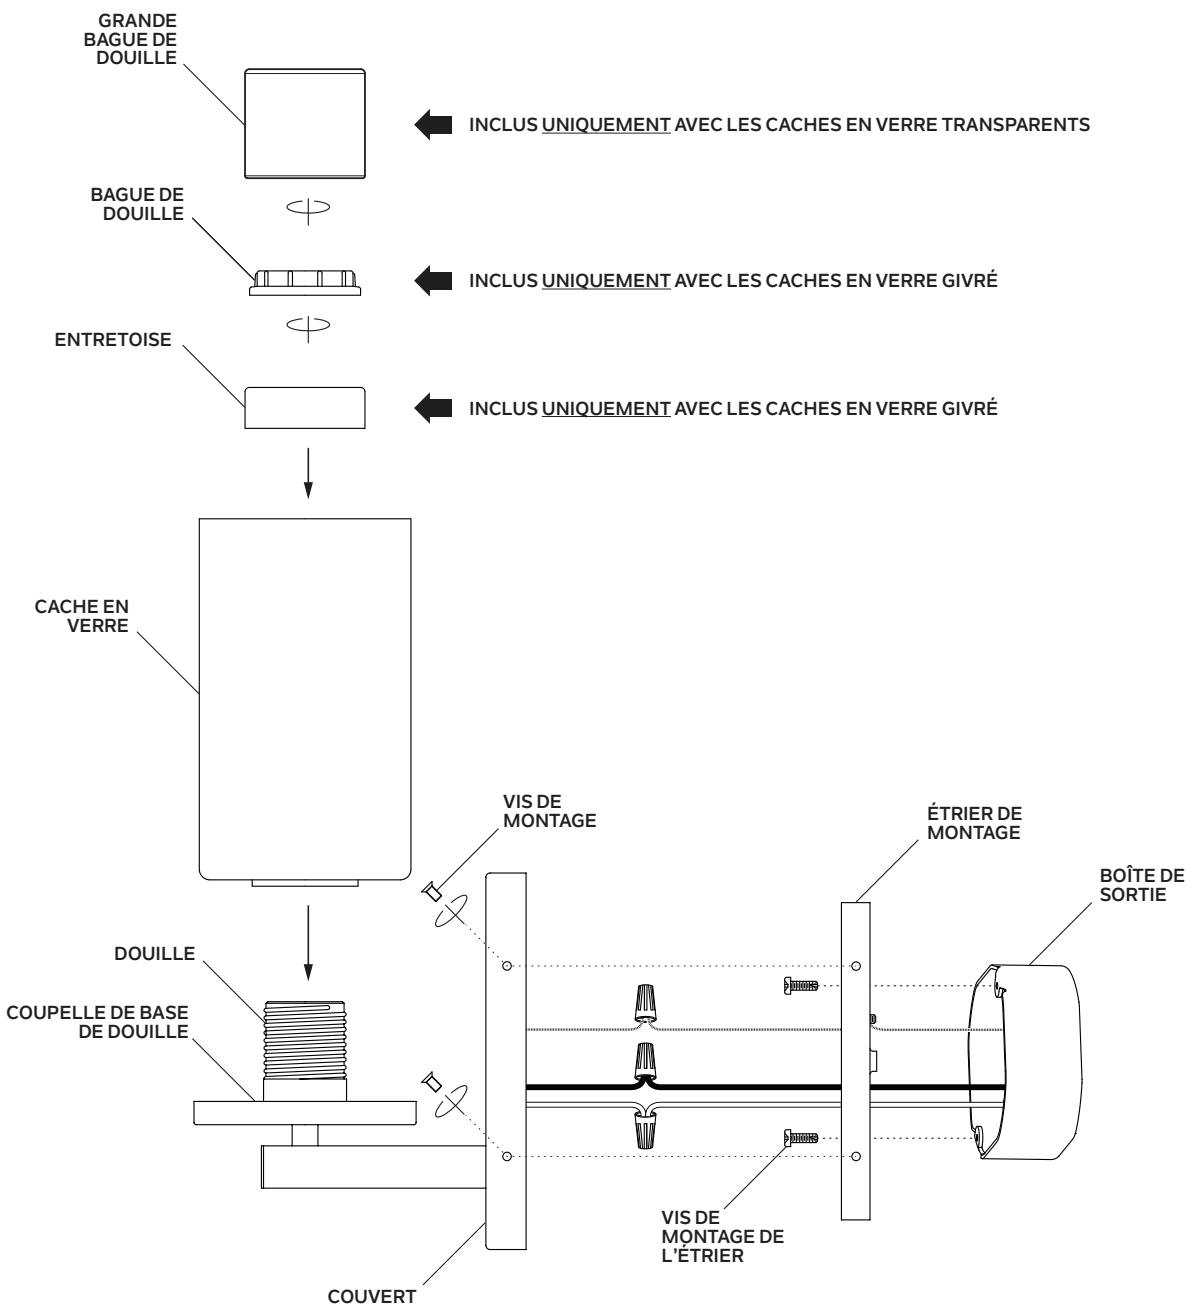 GRANDE
BAGUE DE
DOUILLE
INCLUS UNIQUEMENT AVEC LES CACHES EN VERRE TRANSPARENTS
BAGUE DE
DOUILLE
INCLUS UNIQUEMENT AVEC LES CACHES EN VERRE GIVRÉ
ENTRETOISE
INCLUS UNIQUEMENT AVEC LES CACHES EN VERRE GIVRÉ
CACHE EN
VERRE
VIS DE
MONTAGE
ÉTRIER DE
MONTAGE
BOÎTE DE
SORTIE
DOUILLE
COUPELLE DE BASE
DE DOUILLE
VIS DE
MONTAGE DE
L'ÉTRIER
COUVERT